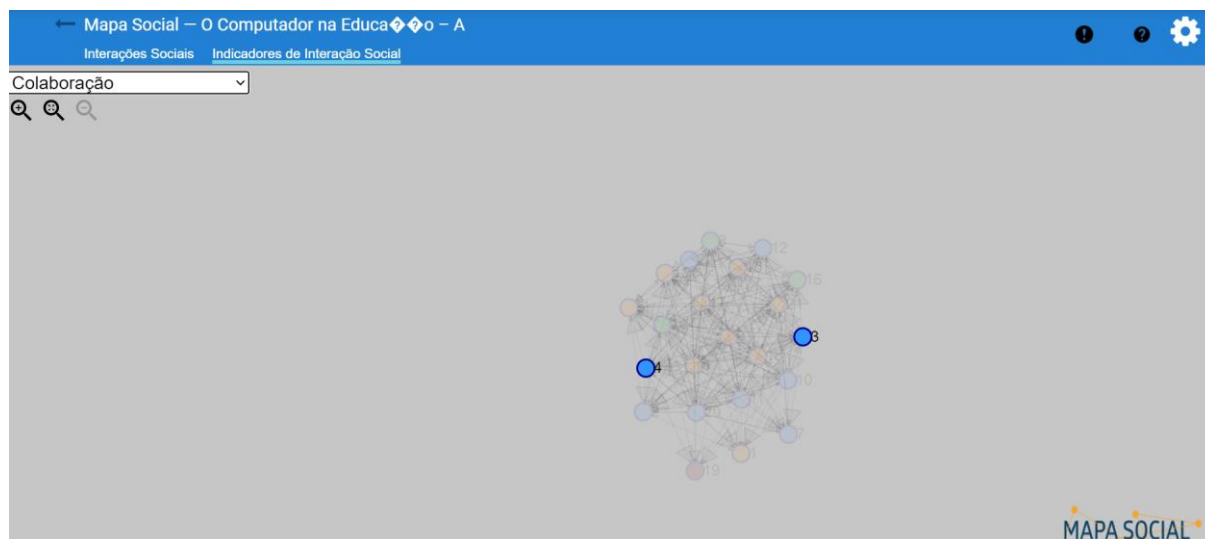 Mapa Social — O Computador na Educa��o – A
Interações Sociais Indicadores de Interação Social
Colaboração
12
16
3
4
10
19
MAPA SOCIAL